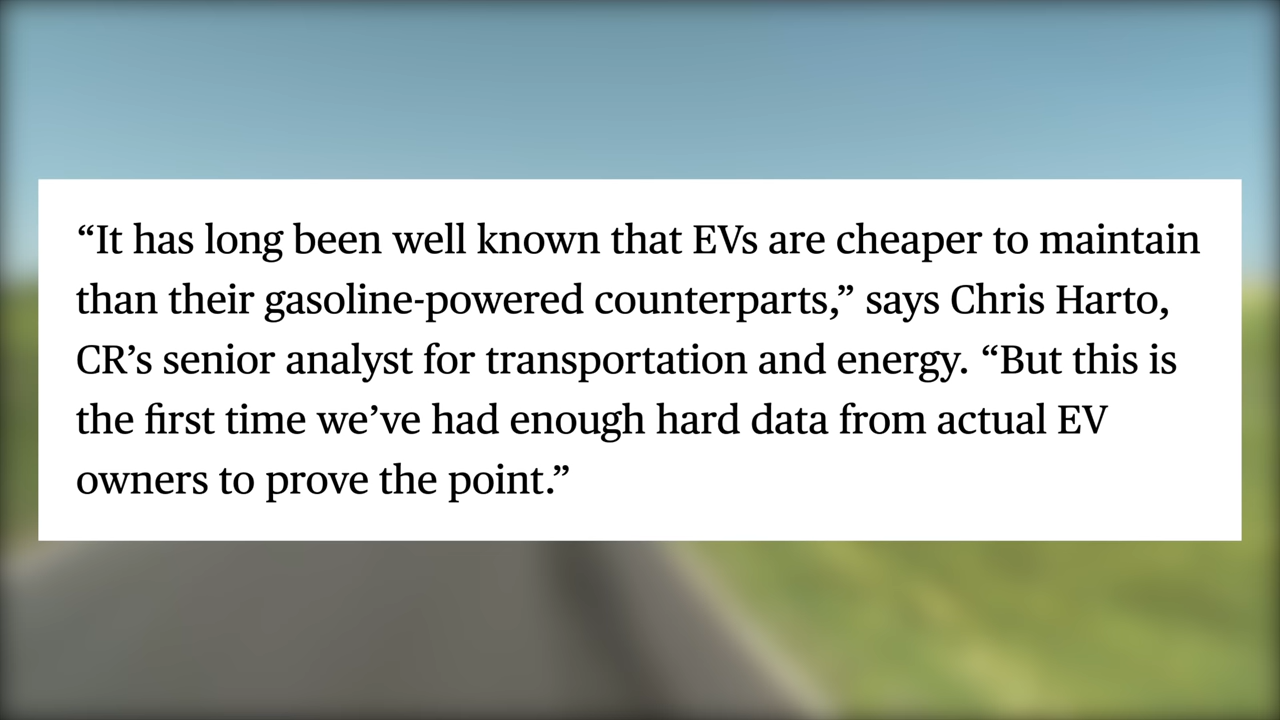 “It has long been well known that EVs are cheaper to maintain
than their gasoline-powered counterparts,” says Chris Harto,
CR’s senior analyst for transportation and energy. “But this is
the first time we’ve had enough hard data from actual EV
owners to prove the point.”